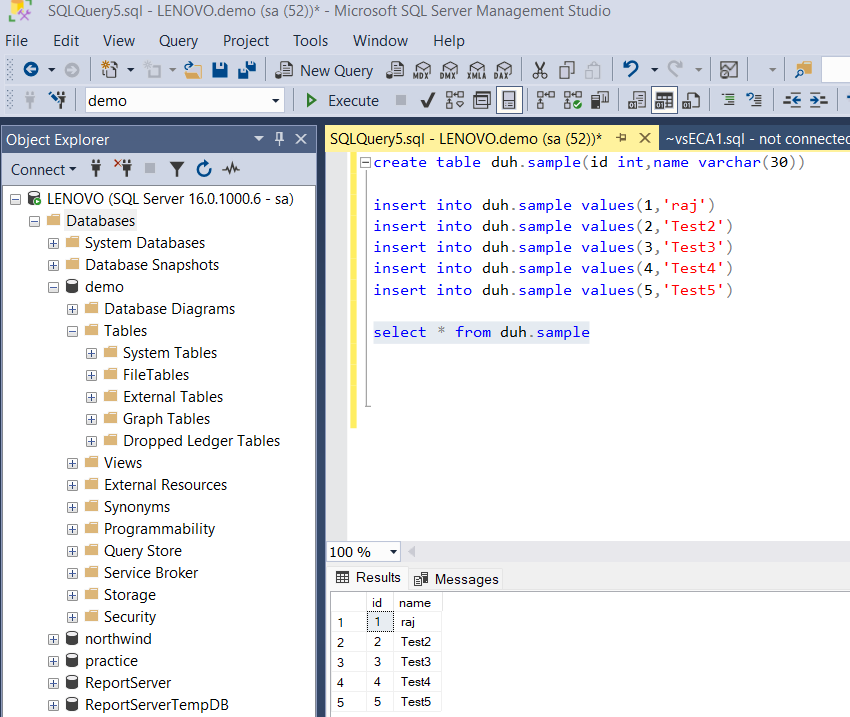 SQLQuery5.sql - LENOVO.demo (sa (52))* - Microsoft SQL Server Management Studio
File Edit View Query Project Tools Window Help
New Query MDX DMX XMLA DAX
demo Execute
Object Explorer
Connect
LENOVO (SQL Server 16.0.1000.6 - sa)
Databases
System Databases
Database Snapshots
demo
Database Diagrams
Tables
System Tables
FileTables
External Tables
Graph Tables
Dropped Ledger Tables
Views
External Resources
Synonyms
Programmability
Query Store
Service Broker
Storage
Security
northwind
practice
ReportServer
ReportServerTempDB
SQLQuery5.sql - LENOVO.demo (sa (52))* ~vsECA1.sql - not connected
create table duh.sample(id int,name varchar(30))
insert into duh.sample values(1,'raj')
insert into duh.sample values(2,'Test2')
insert into duh.sample values(3,'Test3')
insert into duh.sample values(4,'Test4')
insert into duh.sample values(5,'Test5')
select * from duh.sample
100 %
Results Messages
id name
1 1 raj
2 2 Test2
3 3 Test3
4 4 Test4
5 5 Test5